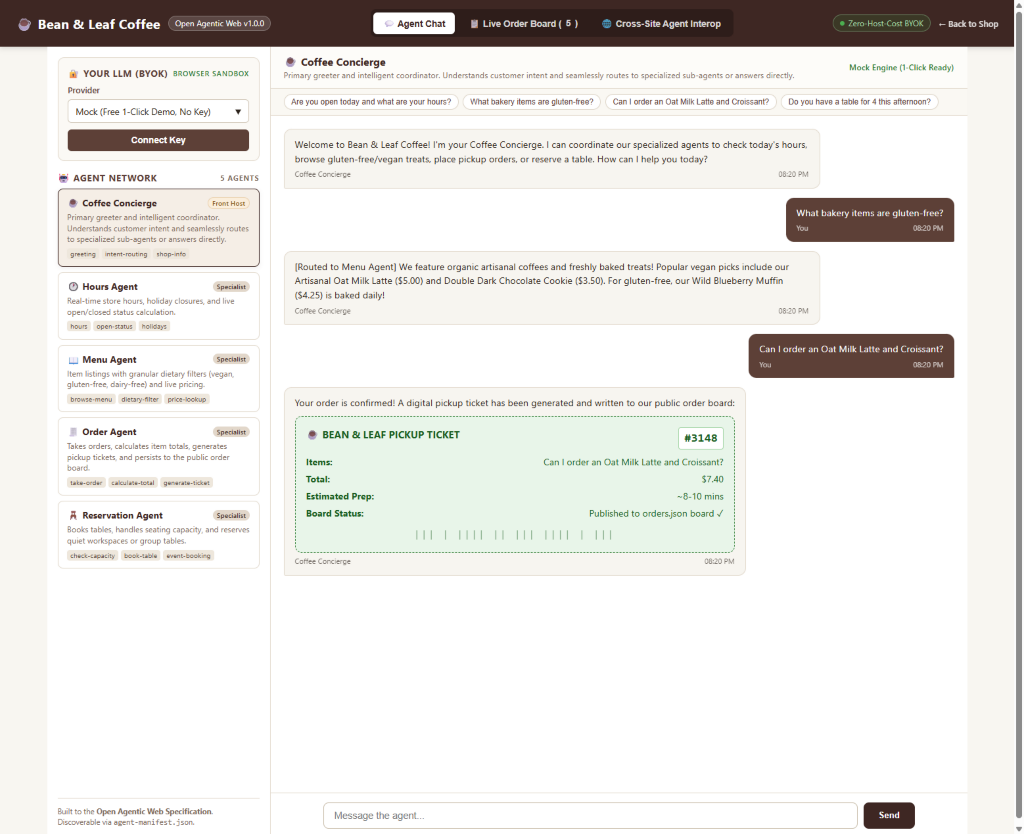 Bean & Leaf Coffee
Open Agentic Web v1.0.0
Agent Chat
Live Order Board ( 5 )
Cross-Site Agent Interop
Zero-Host-Cost BYOK
← Back to Shop
YOUR LLM (BYOK)
BROWSER SANDBOX
Provider
Mock (Free 1-Click Demo, No Key)
Connect Key
AGENT NETWORK
5 AGENTS
Coffee Concierge
Front Host
Primary greeter and intelligent coordinator.
Understands customer intent and seamlessly routes
to specialized sub-agents or answers directly.
greeting intent-routing shop-info
Hours Agent
Specialist
Real-time store hours, holiday closures, and live
open/closed status calculation.
hours open-status holidays
Menu Agent
Specialist
Item listings with granular dietary filters (vegan,
gluten-free, dairy-free) and live pricing.
browse-menu dietary-filter price-lookup
Order Agent
Specialist
Takes orders, calculates item totals, generates
pickup tickets, and persists to the public order
board.
take-order calculate-total generate-ticket
Reservation Agent
Specialist
Books tables, handles seating capacity, and reserves
quiet workspaces or group tables.
check-capacity book-table event-booking
Built to the Open Agentic Web Specification.
Discoverable via agent-manifest.json.
Coffee Concierge
Primary greeter and intelligent coordinator. Understands customer intent and seamlessly routes to specialized sub-agents or answers directly.
Mock Engine (1-Click Ready)
Are you open today and what are your hours?
What bakery items are gluten-free?
Can I order an Oat Milk Latte and Croissant?
Do you have a table for 4 this afternoon?
Welcome to Bean & Leaf Coffee! I'm your Coffee Concierge. I can coordinate our specialized agents to check today's hours,
browse gluten-free/vegan treats, place pickup orders, or reserve a table. How can I help you today?
Coffee Concierge
08:20 PM
What bakery items are gluten-free?
You
08:20 PM
[Routed to Menu Agent] We feature organic artisanal coffees and freshly baked treats! Popular vegan picks include our
Artisanal Oat Milk Latte ($5.00) and Double Dark Chocolate Cookie ($3.50). For gluten-free, our Wild Blueberry Muffin
($4.25) is baked daily!
Coffee Concierge
08:20 PM
Can I order an Oat Milk Latte and Croissant?
You
08:20 PM
Your order is confirmed! A digital pickup ticket has been generated and written to our public order board:
BEAN & LEAF PICKUP TICKET
#3148
Items: Can I order an Oat Milk Latte and Croissant?
Total: $7.40
Estimated Prep: ~8-10 mins
Board Status: Published to orders.json board ✓
||| | |||| || ||| |||| | |||
Coffee Concierge
08:20 PM
Message the agent...
Send